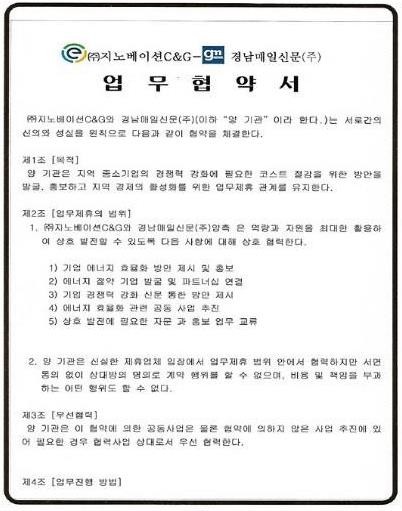 ㈜지노베이션C&G-gn 경남매일신문(주)
업 무 협 약 서
㈜지노베이션C&G와 경남매일신문(주)(이하 "양 기관" 이라 한다.)는 서로간의
신의와 성실을 원칙으로 다음과 같이 협약을 체결한다.
제1조 [목적]
양 기관은 지역 중소기업의 경쟁력 강화에 필요한 코스트 절감을 위한 방안을
발굴, 홍보하고 지역 경제의 활성화를 위한 업무제휴 관계를 유지한다.
제2조 [업무제휴의 범위]
1. ㈜지노베이션C&G와 경남매일신문(주)양측 은 역량과 자원을 최대한 활용하
여 상호 발전할 수 있도록 다음 사항에 대해 상호 협력한다.
1) 기업 에너지 효율화 방안 제시 및 홍보
2) 에너지 절약 기업 발굴 및 파트너십 연결
3) 기업 경쟁력 강화 신문 통한 방안 제시
4) 에너지 효율화 관련 공동 사업 추진
5) 상호 발전에 필요한 자문 과 홍보 업무 교류
2. 양 기관은 신실한 제휴업체 입장에서 업무제휴 범위 안에서 협력하지만 서면
동의 없이 상대방의 명의로 계약 행위를 할 수 없으며, 비용 및 책임을 부과
하는 어떤 행위도 할 수 없다.
제3조 [우선협력]
양 기관은 이 협약에 의한 공동사업은 물론 협약에 의하지 않은 사업 추진에 있
어 필요한 경우 협력사업 상대로서 우선 협력한다.
제4조 [업무진행 방법]